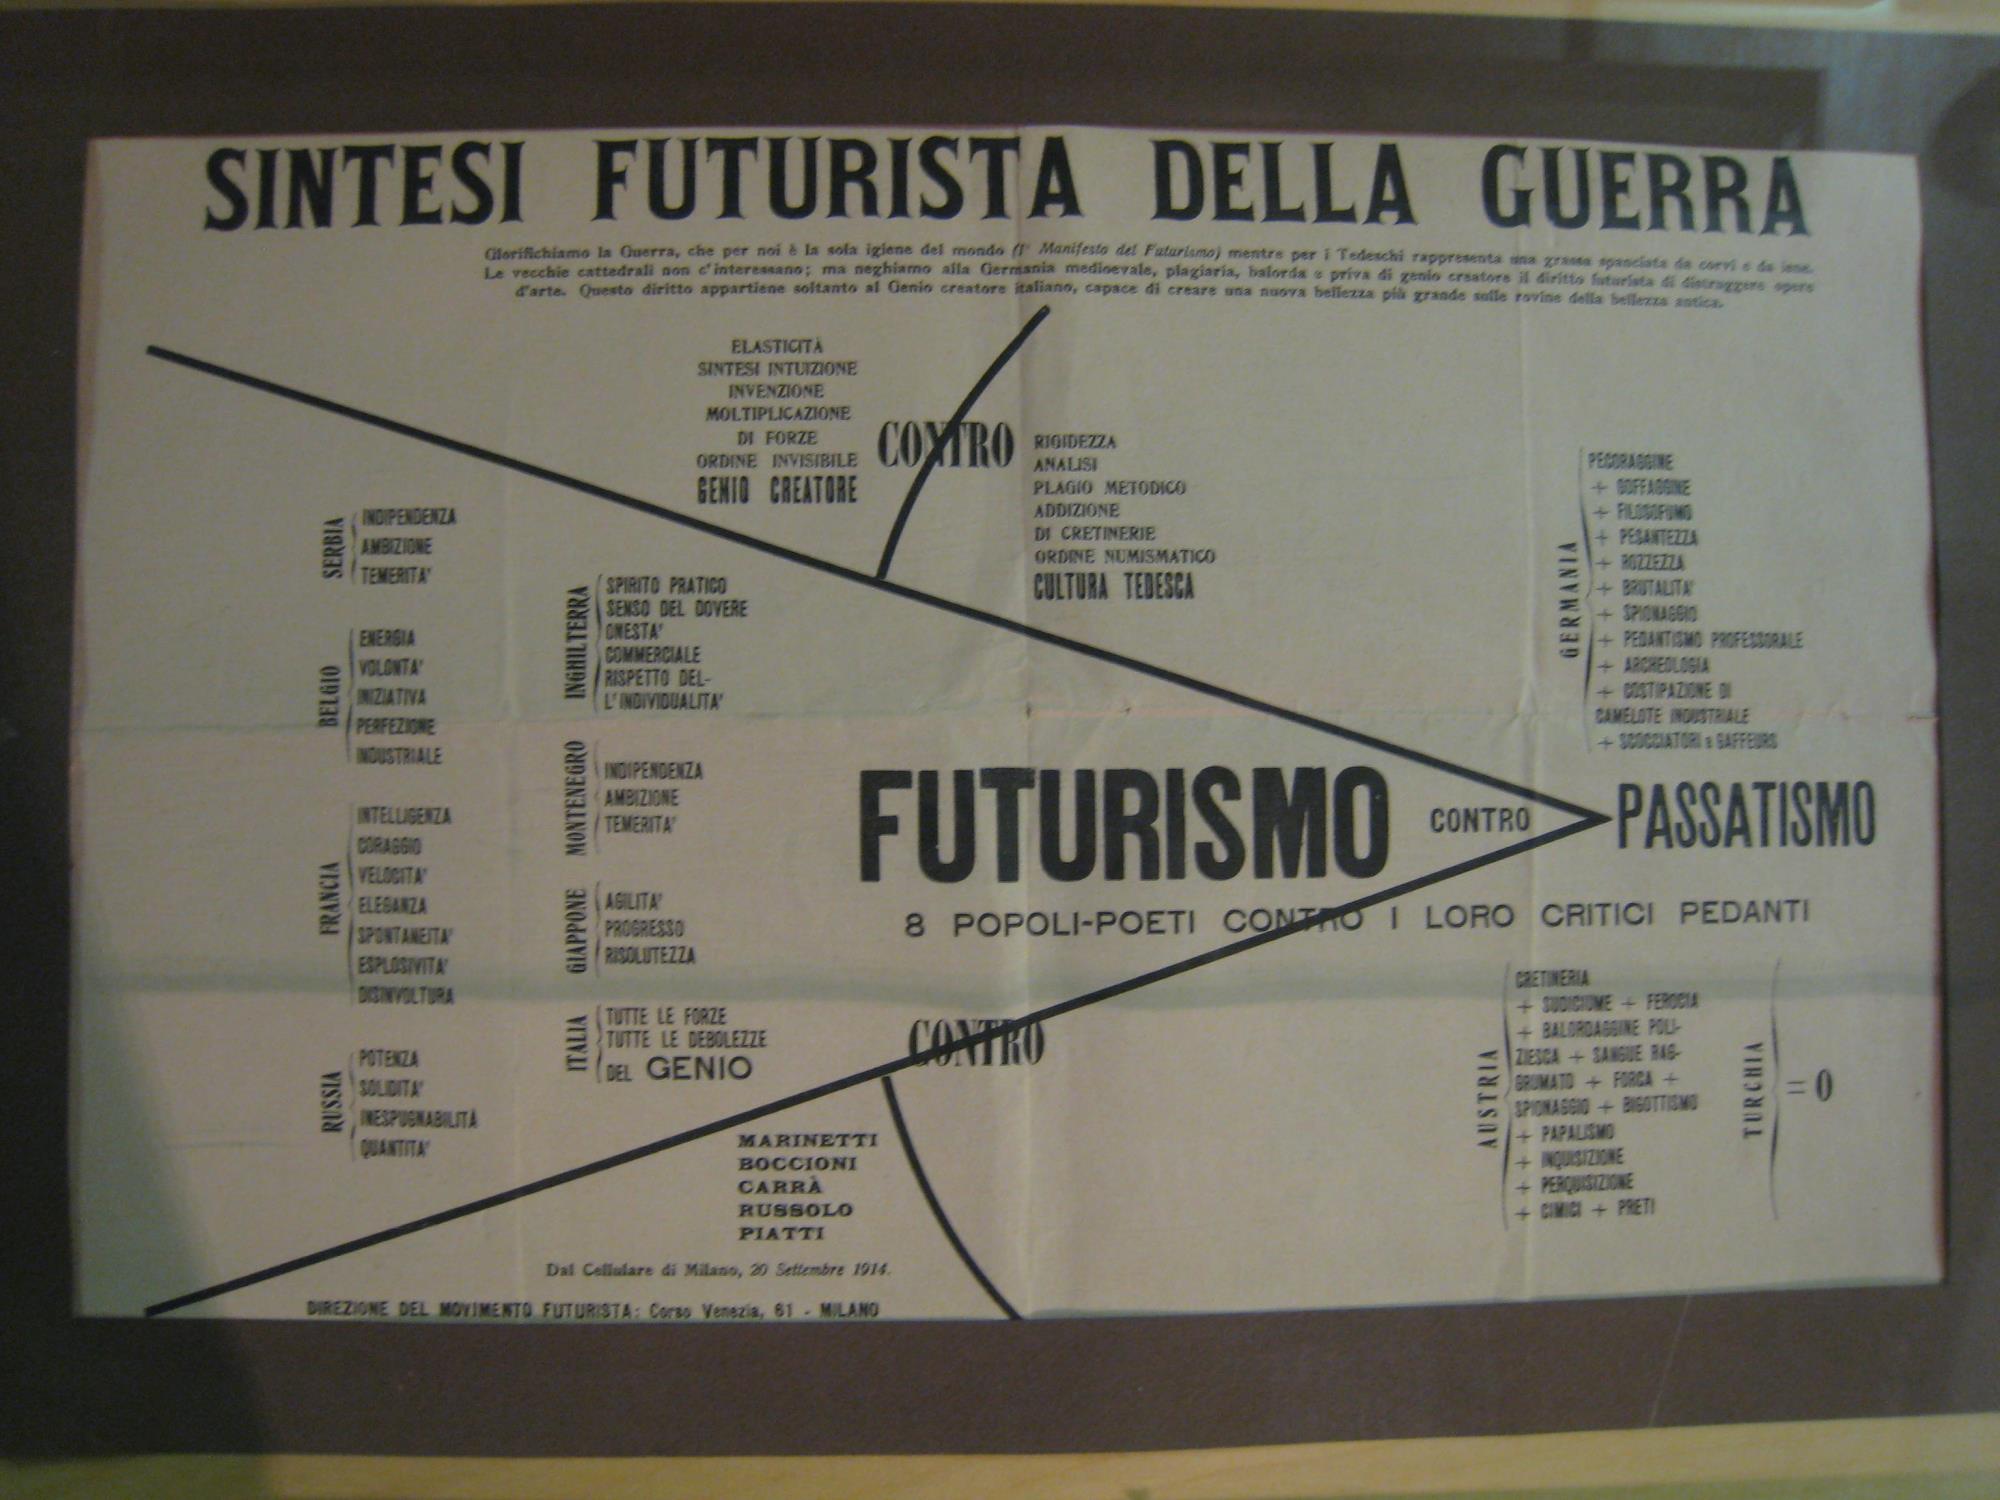 SINTESI FUTURISTA DELLA GUERRA
Glorifichiamo la Guerra, che per noi è la sola igiene del mondo (1° Manifesto del Futurismo) mentre per i Tedeschi rappresenta una grassa spanciata da corvi e da iene.
Le vecchie cattedrali non c'interessano; ma neghiamo alla Germania medioevale, plagiaria, balorda e priva di genio creatore il diritto futurista di distruggere opere
d'arte. Questo diritto appartiene soltanto al Genio creatore italiano, capace di creare una nuova bellezza più grande sulle rovine della bellezza antica.
ELASTICITÀ
SINTESI INTUIZIONE
INVENZIONE
MOLTIPLICAZIONE
DI FORZE
ORDINE INVISIBILE
GENIO CREATORE
CONTRO
RIGIDEZZA
ANALISI
PLAGIO METODICO
ADDIZIONE
DI CRETINERIE
ORDINE NUMISMATICO
CULTURA TEDESCA
SERBIA
INDIPENDENZA
AMBIZIONE
TEMERITA'
BELGIO
ENERGIA
VOLONTA'
INIZIATIVA
PERFEZIONE
INDUSTRIALE
FRANCIA
INTELLIGENZA
CORAGGIO
VELOCITA'
ELEGANZA
SPONTANEITA'
ESPLOSIVITA'
DISINVOLTURA
RUSSIA
POTENZA
SOLIDITA'
INESPUGNABILITÀ
QUANTITA'
INGHILTERRA
SPIRITO PRATICO
SENSO DEL DOVERE
ONESTA'
COMMERCIALE
RISPETTO DEL-
L'INDIVIDUALITA'
MONTENEGRO
INDIPENDENZA
AMBIZIONE
TEMERITA'
GIAPPONE
AGILITA'
PROGRESSO
RISOLUTEZZA
ITALIA
TUTTE LE FORZE
TUTTE LE DEBOLEZZE
DEL GENIO
FUTURISMO CONTRO PASSATISMO
8 POPOLI-POETI CONTRO I LORO CRITICI PEDANTI
CONTRO
GERMANIA
PECORAGGINE
+ GOFFAGGINE
+ FILOSOFUMO
+ PESANTEZZA
+ ROZZEZZA
+ BRUTALITA'
+ SPIONAGGIO
+ PEDANTISMO PROFESSORALE
+ ARCHEOLOGIA
+ COSTIPAZIONE DI
CAMELOTE INDUSTRIALE
+ SCOCCIATORI e GAFFEURS
AUSTRIA
CRETINERIA
+ SUDICIUME + FEROCIA
+ BALORDAGGINE POLI-
ZIESCA + SANGUE RAG-
GRUMATO + FORCA +
SPIONAGGIO + BIGOTTISMO
+ PAPALISMO
+ INQUISIZIONE
+ PERQUISIZIONE
+ CIMICI + PRETI
TURCHIA
= 0
MARINETTI
BOCCIONI
CARRÀ
RUSSOLO
PIATTI
Dal Cellulare di Milano, 20 Settembre 1914.
DIREZIONE DEL MOVIMENTO FUTURISTA: Corso Venezia, 61 - MILANO